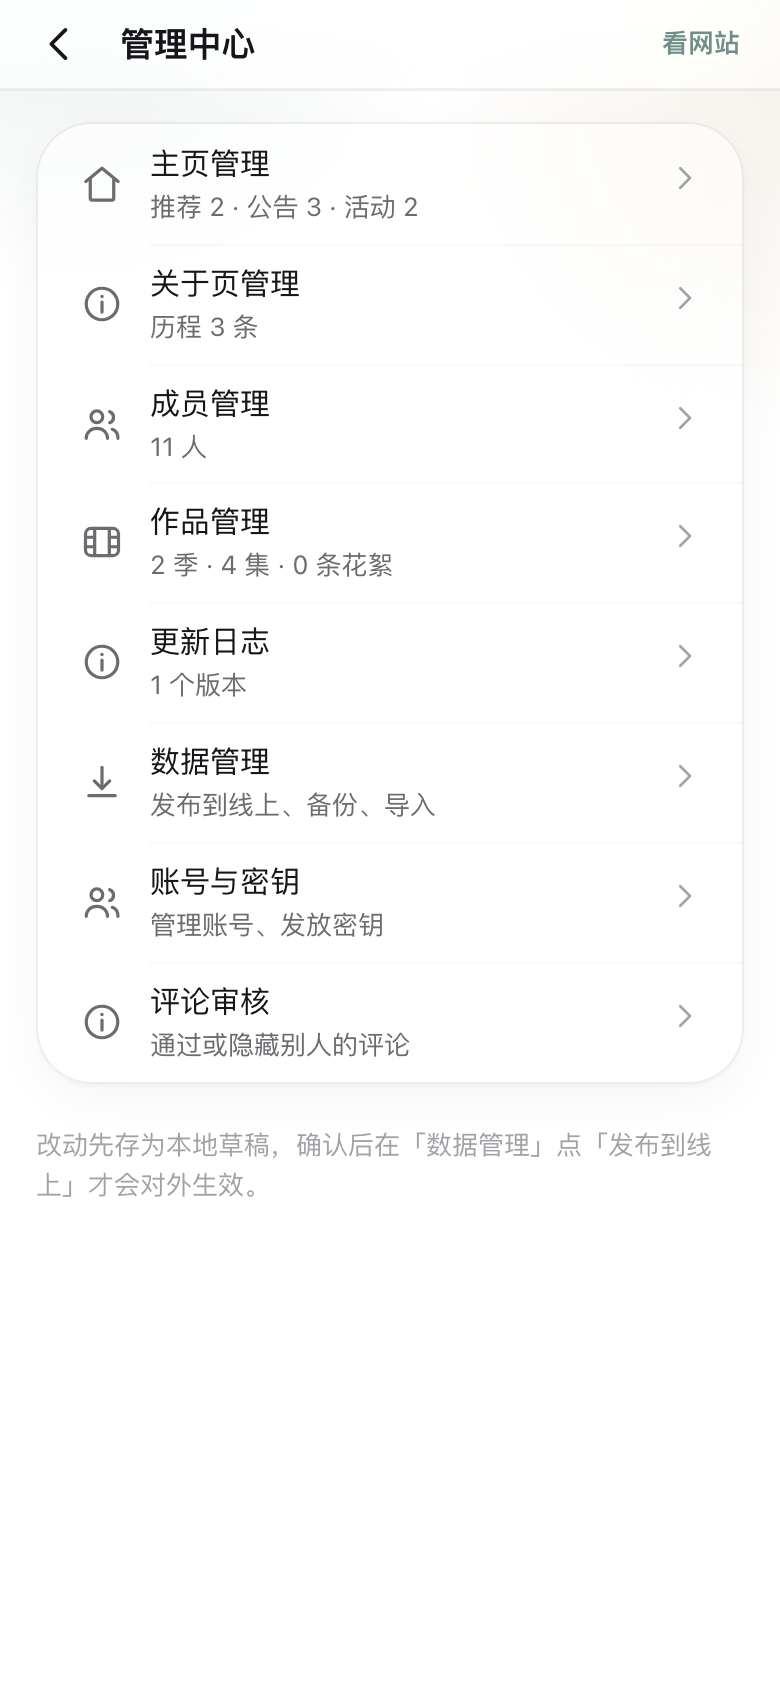 管理中心
看网站
主页管理
推荐 2 · 公告 3 · 活动 2
关于页管理
历程 3 条
成员管理
11 人
作品管理
2 季 · 4 集 · 0 条花絮
更新日志
1 个版本
数据管理
发布到线上、备份、导入
账号与密钥
管理账号、发放密钥
评论审核
通过或隐藏别人的评论
改动先存为本地草稿，确认后在「数据管理」点「发布到线
上」才会对外生效。